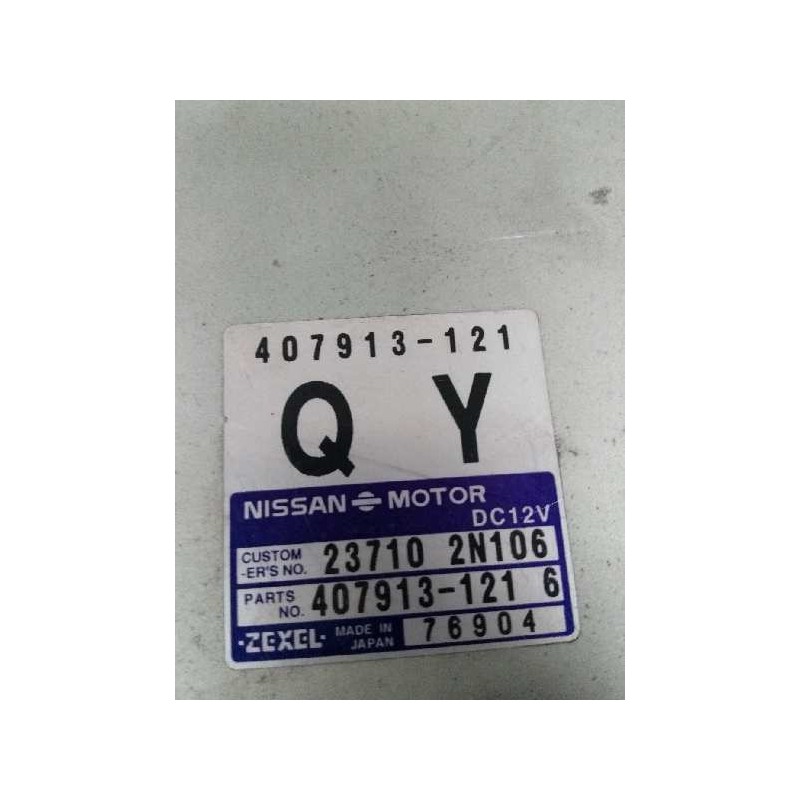 407913-121
Q Y
NISSAN MOTOR
DC12V
CUSTOM
-ER'S NO. 23710 2N106
PARTS
NO. 407913-121 6
·ZEXEL· MADE IN
JAPAN 76904